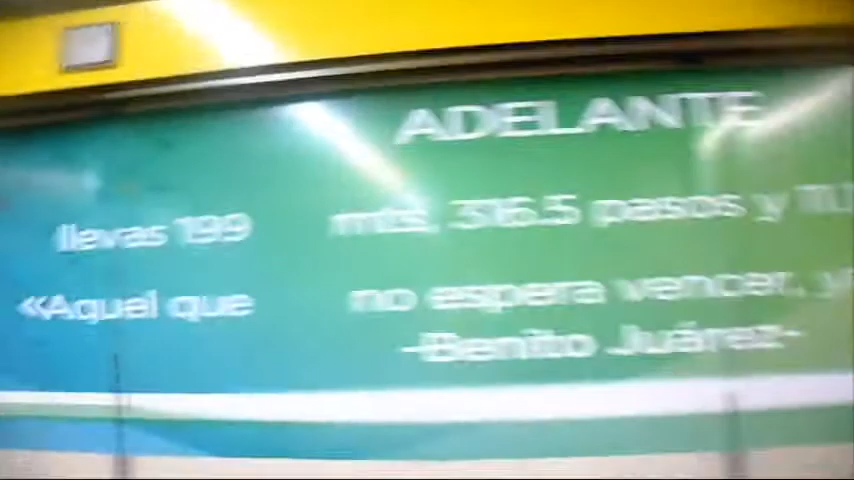 ADELANTE
llevas 199 mts, 316.5 pasos y
«Aquel que no espera vencer,
-Benito Juárez-